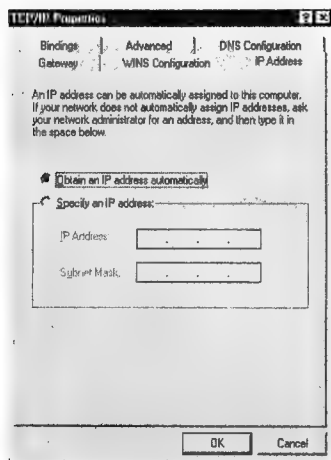 TCP/IP Properties
Bindings Advanced DNS Configuration
Gateway WINS Configuration IP Address
An IP address can be automatically assigned to this computer.
If your network does not automatically assign IP addresses, ask
your network administrator for an address, and then type it in
the space below.
Obtain an IP address automatically
Specify an IP address:
IP Address:
Subnet Mask:
OK Cancel